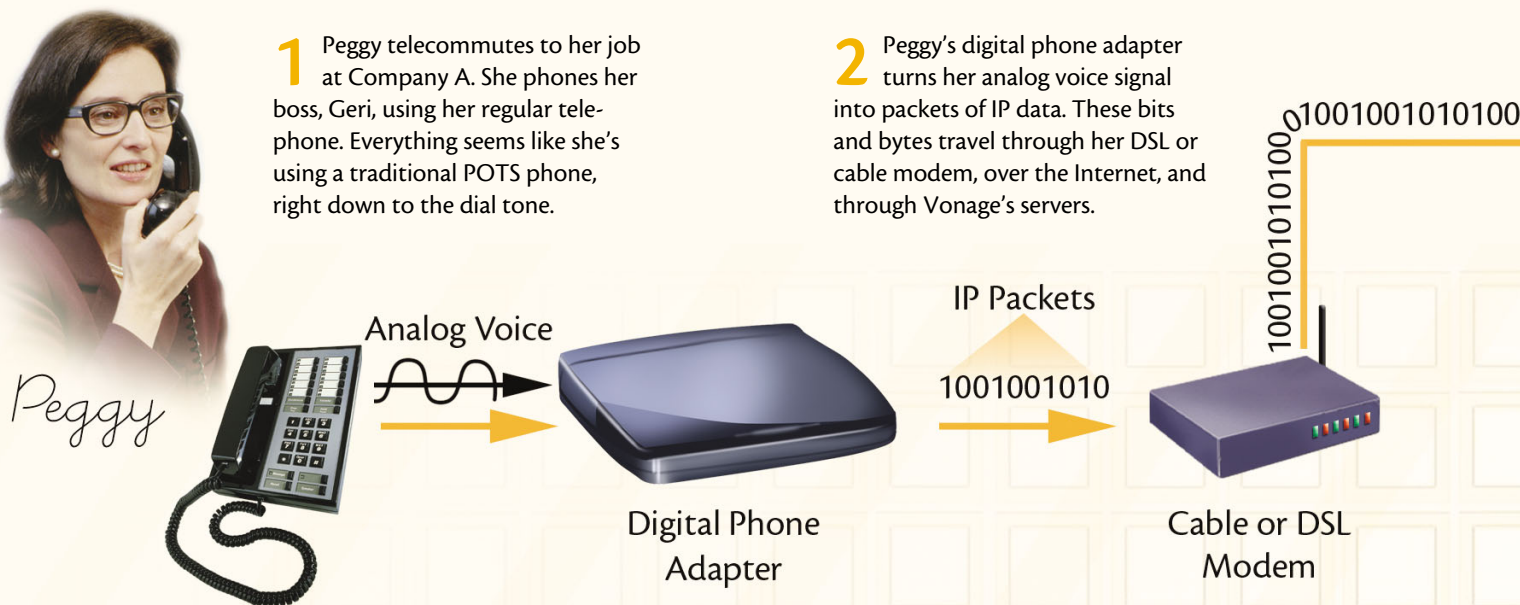 1 Peggy telecommutes to her job
at Company A. She phones her
boss, Geri, using her regular tele-
phone. Everything seems like she's
using a traditional POTS phone,
right down to the dial tone.
2 Peggy's digital phone adapter
turns her analog voice signal
into packets of IP data. These bits
and bytes travel through her DSL or
cable modem, over the Internet, and
through Vonage's servers.
1001001010100
01001001010100
Peggy
Analog Voice
IP Packets
1001001010
Digital Phone
Adapter
Cable or DSL
Modem